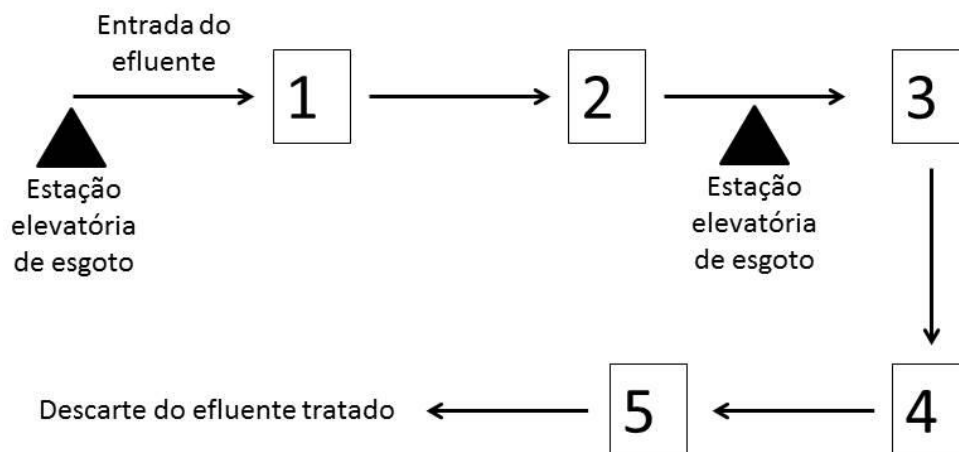 Entrada do
efluente
1
2
3
Estação
elevatória
de esgoto
Estação
elevatória
de esgoto
Descarte do efluente tratado
5
4